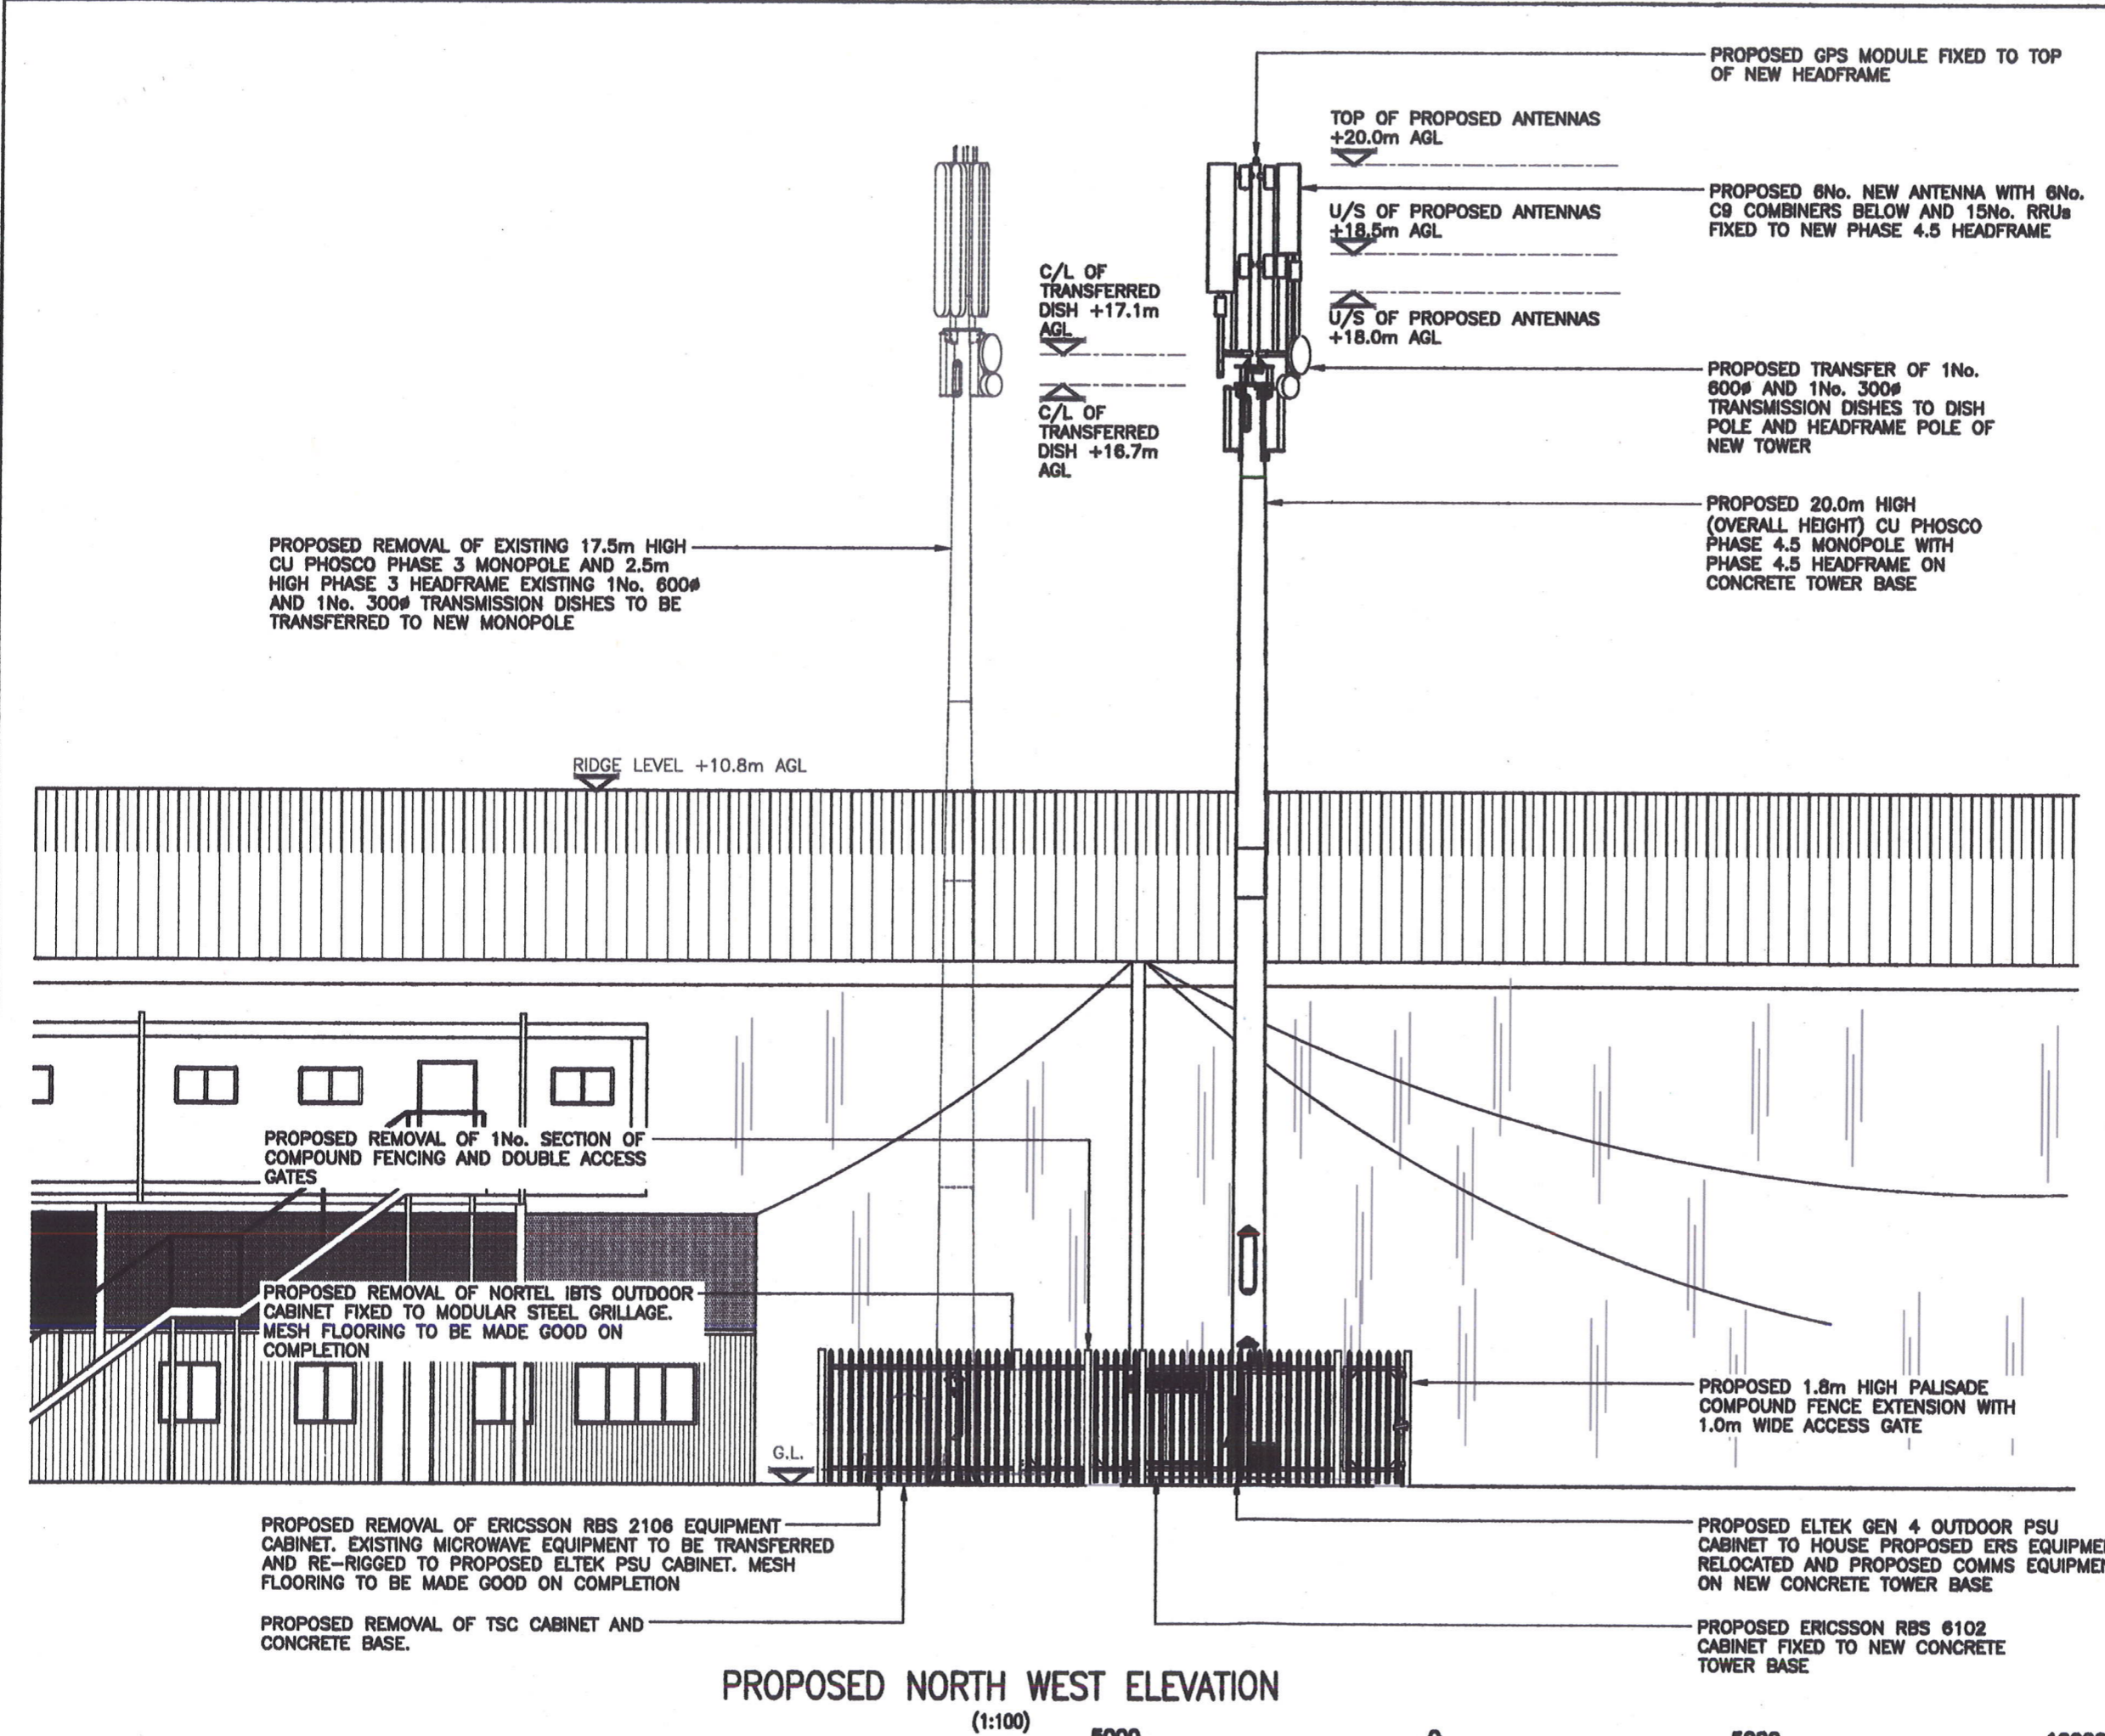 PROPOSED GPS MODULE FIXED TO TOP
OF NEW HEADFRAME
TOP OF PROPOSED ANTENNAS
+20.0m AGL
PROPOSED 6No. NEW ANTENNA WITH 6No.
C9 COMBINERS BELOW AND 15No. RRUs
FIXED TO NEW PHASE 4.5 HEADFRAME
U/S OF PROPOSED ANTENNAS
+18.5m AGL
C/L OF
TRANSFERRED
DISH +17.1m
AGL
U/S OF PROPOSED ANTENNAS
+18.0m AGL
PROPOSED TRANSFER OF 1No.
600ø AND 1No. 300ø
TRANSMISSION DISHES TO DISH
POLE AND HEADFRAME POLE OF
NEW TOWER
C/L OF
TRANSFERRED
DISH +16.7m
AGL
PROPOSED 20.0m HIGH
(OVERALL HEIGHT) CU PHOSCO
PHASE 4.5 MONOPOLE WITH
PHASE 4.5 HEADFRAME ON
CONCRETE TOWER BASE
PROPOSED REMOVAL OF EXISTING 17.5m HIGH
CU PHOSCO PHASE 3 MONOPOLE AND 2.5m
HIGH PHASE 3 HEADFRAME EXISTING 1No. 600ø
AND 1No. 300ø TRANSMISSION DISHES TO BE
TRANSFERRED TO NEW MONOPOLE
RIDGE LEVEL +10.8m AGL
PROPOSED REMOVAL OF 1No. SECTION OF
COMPOUND FENCING AND DOUBLE ACCESS
GATES
PROPOSED REMOVAL OF NORTEL IBTS OUTDOOR
CABINET FIXED TO MODULAR STEEL GRILLAGE.
MESH FLOORING TO BE MADE GOOD ON
COMPLETION
PROPOSED 1.8m HIGH PALISADE
COMPOUND FENCE EXTENSION WITH
1.0m WIDE ACCESS GATE
G.L.
PROPOSED REMOVAL OF ERICSSON RBS 2106 EQUIPMENT
CABINET. EXISTING MICROWAVE EQUIPMENT TO BE TRANSFERRED
AND RE-RIGGED TO PROPOSED ELTEK PSU CABINET. MESH
FLOORING TO BE MADE GOOD ON COMPLETION
PROPOSED REMOVAL OF TSC CABINET AND
CONCRETE BASE.
PROPOSED ELTEK GEN 4 OUTDOOR PSU
CABINET TO HOUSE PROPOSED ERS EQUIPME
RELOCATED AND PROPOSED COMMS EQUIPMEN
ON NEW CONCRETE TOWER BASE
PROPOSED ERICSSON RBS 6102
CABINET FIXED TO NEW CONCRETE
TOWER BASE
PROPOSED NORTH WEST ELEVATION
(1:100)
5000 0 5000